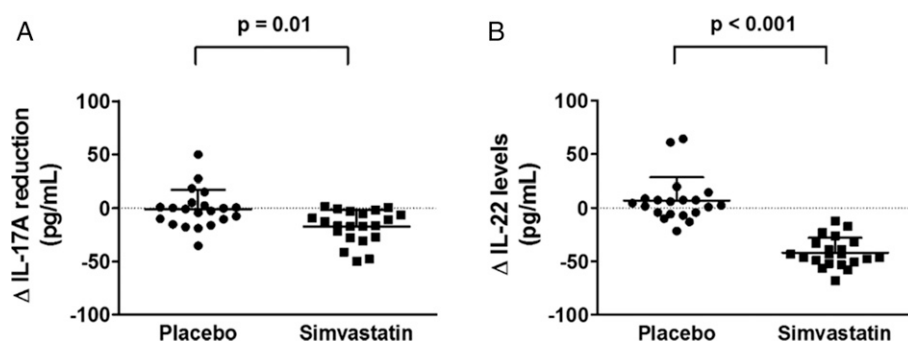 A
p = 0.01
Δ IL-17A reduction
(pg/mL)
100
50
0
-50
-100
Placebo
Simvastatin
B
p < 0.001
Δ IL-22 levels
(pg/mL)
100
50
0
-50
-100
Placebo
Simvastatin